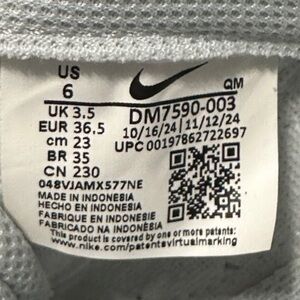 US
6
QM
UK 3.5
EUR 36,5
cm 23
BR 35
CN 230
DM7590-003
10/16/24 | 11/12/24
UPC 00197862722697
048VJAMX577NE
MADE IN INDONESIA
HECHO EN INDONESIA
FABRIQUE EN INDONESIE
FABRICADO NA INDONÉSIA
This product is covered by one or more patents:
www.nike.com/patentsvirtualmarking